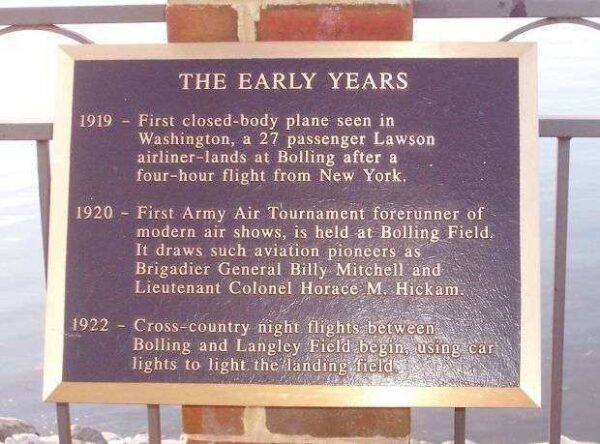 THE EARLY YEARS
1919 – First closed-body plane seen in
Washington, a 27 passenger Lawson
airliner-lands at Bolling after a
four-hour flight from New York.
1920 – First Army Air Tournament forerunner of
modern air shows, is held at Bolling Field.
It draws such aviation pioneers as
Brigadier General Billy Mitchell and
Lieutenant Colonel Horace M. Hickam.
1922 – Cross-country night flights between
Bolling and Langley Field begin, using car
lights to light the landing field.